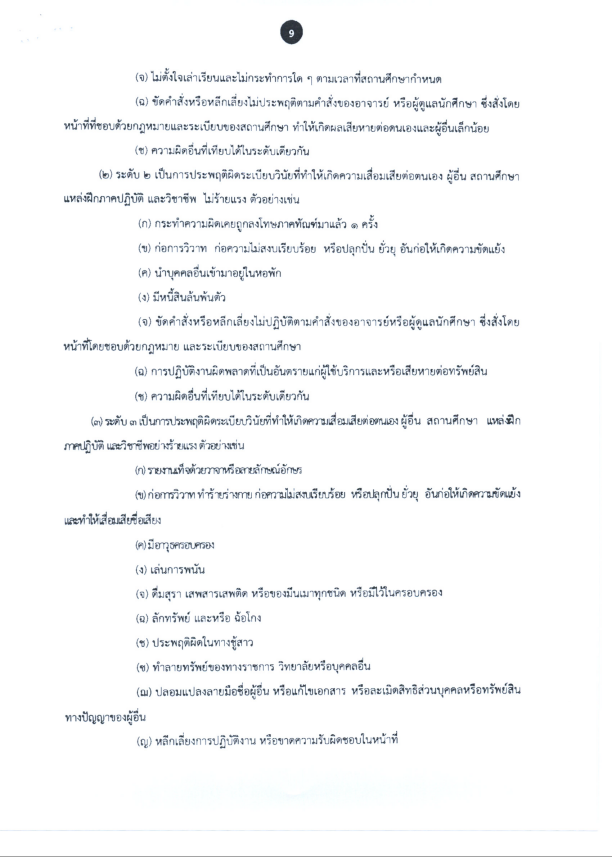 9
(จ) ไม่ตั้งใจเล่าเรียนและไม่กระทำการใด ๆ ตามเวลาที่สถานศึกษากำหนด
(ฉ) ขัดคำสั่งหรือหลีกเลี่ยงไม่ประพฤติตามคำสั่งของอาจารย์ หรือผู้ดูแลนักศึกษา ซึ่งสั่งโดย
หน้าที่ที่ชอบด้วยกฎหมายและระเบียบของสถานศึกษา ทำให้เกิดผลเสียหายต่อตนเองและผู้อื่นเล็กน้อย
(ช) ความผิดอื่นที่เทียบได้ในระดับเดียวกัน
(๒) ระดับ ๒ เป็นการประพฤติผิดระเบียบวินัยที่ทำให้เกิดความเสื่อมเสียต่อตนเอง ผู้อื่น สถานศึกษา
แหล่งฝึกภาคปฏิบัติ และวิชาชีพ ไม่ร้ายแรง ตัวอย่างเช่น
(ก) กระทำความผิดเคยถูกลงโทษภาคทัณฑ์มาแล้ว ๑ ครั้ง
(ข) ก่อการวิวาท ก่อความไม่สงบเรียบร้อย หรือปลุกปั่น ยั่วยุ อันก่อให้เกิดความขัดแย้ง
(ค) นำบุคคลอื่นเข้ามาอยู่ในหอพัก
(ง) มีหนี้สินล้นพ้นตัว
(จ) ขัดคำสั่งหรือหลีกเลี่ยงไม่ปฏิบัติตามคำสั่งของอาจารย์หรือผู้ดูแลนักศึกษา ซึ่งสั่งโดย
หน้าที่โดยชอบด้วยกฎหมาย และระเบียบของสถานศึกษา
(ฉ) การปฏิบัติงานผิดพลาดที่เป็นอันตรายแก่ผู้ใช้บริการและหรือเสียหายต่อทรัพย์สิน
(ช) ความผิดอื่นที่เทียบได้ในระดับเดียวกัน
(๓) ระดับ ๓ เป็นการประพฤติผิดระเบียบวินัยที่ทำให้เกิดความเสื่อมเสียต่อตนเอง ผู้อื่น สถานศึกษา แหล่งฝึก
ภาคปฏิบัติ และวิชาชีพอย่างร้ายแรง ตัวอย่างเช่น
(ก) รายงานเท็จด้วยวาจาหรือลายลักษณ์อักษร
(ข) ก่อการวิวาท ทำร้ายร่างกาย ก่อความไม่สงบเรียบร้อย หรือปลุกปั่น ยั่วยุ อันก่อให้เกิดความขัดแย้ง
และทำให้เสื่อมเสียชื่อเสียง
(ค) มีอาวุธครอบครอง
(ง) เล่นการพนัน
(จ) ดื่มสุรา เสพสารเสพติด หรือของมึนเมาทุกชนิด หรือมีไว้ในครอบครอง
(ฉ) ลักทรัพย์ และหรือ ฉ้อโกง
(ช) ประพฤติผิดในทางชู้สาว
(ซ) ทำลายทรัพย์ของทางราชการ วิทยาลัยหรือบุคคลอื่น
(ฌ) ปลอมแปลงลายมือชื่อผู้อื่น หรือแก้ไขเอกสาร หรือละเมิดสิทธิส่วนบุคคลหรือทรัพย์สิน
ทางปัญญาของผู้อื่น
(ญ) หลีกเลี่ยงการปฏิบัติงาน หรือขาดความรับผิดชอบในหน้าที่